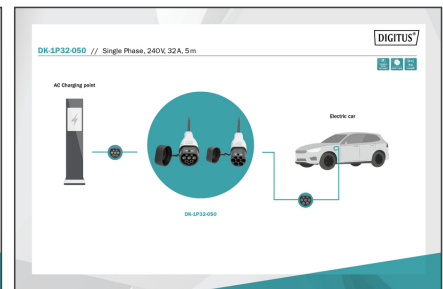 DIGITUS®
DK-1P32-050 // Single Phase, 240V, 32A, 5m
AC Charging point
Electric car
DK-1P32-050